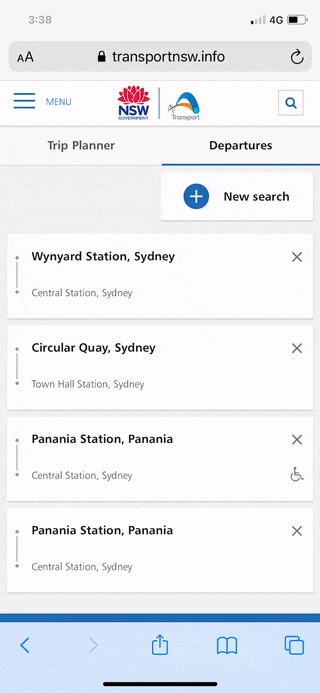 3:38
4G
AA
transportnsw.info
MENU
NSW
GOVERNMENT
Transport
Trip Planner
Departures
New search
Wynyard Station, Sydney
Central Station, Sydney
Circular Quay, Sydney
Town Hall Station, Sydney
Panania Station, Panania
Central Station, Sydney
Panania Station, Panania
Central Station, Sydney